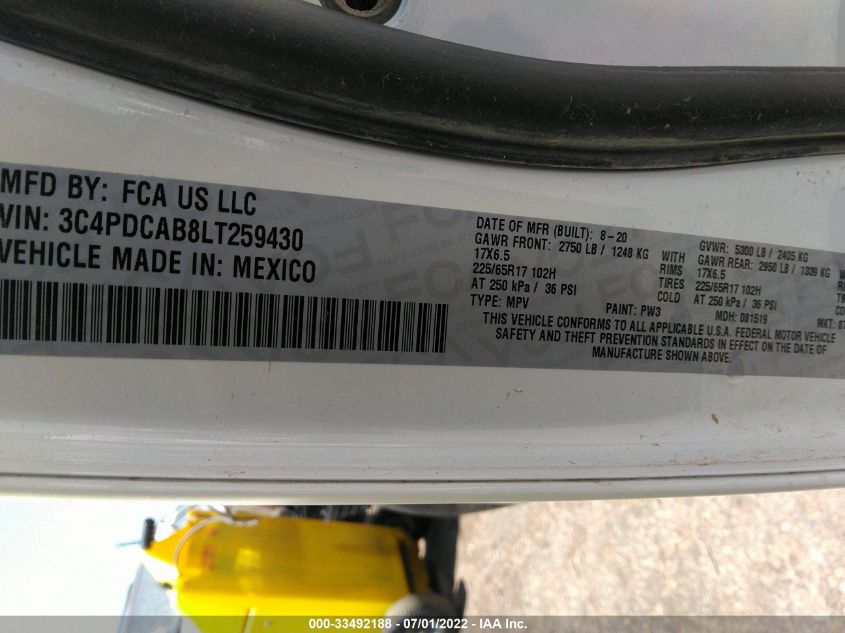 MFD BY: FCA US LLC
VIN: 3C4PDCAB8LT259430
VEHICLE MADE IN: MEXICO
DATE OF MFR (BUILT): 8-20 GVWR: 5300 LB / 2405 KG
GAWR FRONT: 2750 LB / 1248 KG WITH GAWR REAR: 2950 LB / 1339 KG
17X6.5 RIMS 17X6.5
225/65R17 102H TIRES 225/65R17 102H
AT 250 kPa / 36 PSI COLD AT 250 kPa / 36 PSI
TYPE: MPV PAINT: PW3 MDH: 081519 MKT:
THIS VEHICLE CONFORMS TO ALL APPLICABLE U.S.A. FEDERAL MOTOR VEHICLE
SAFETY AND THEFT PREVENTION STANDARDS IN EFFECT ON THE DATE OF
MANUFACTURE SHOWN ABOVE.
000-33492188 - 07/01/2022 - IAA Inc.